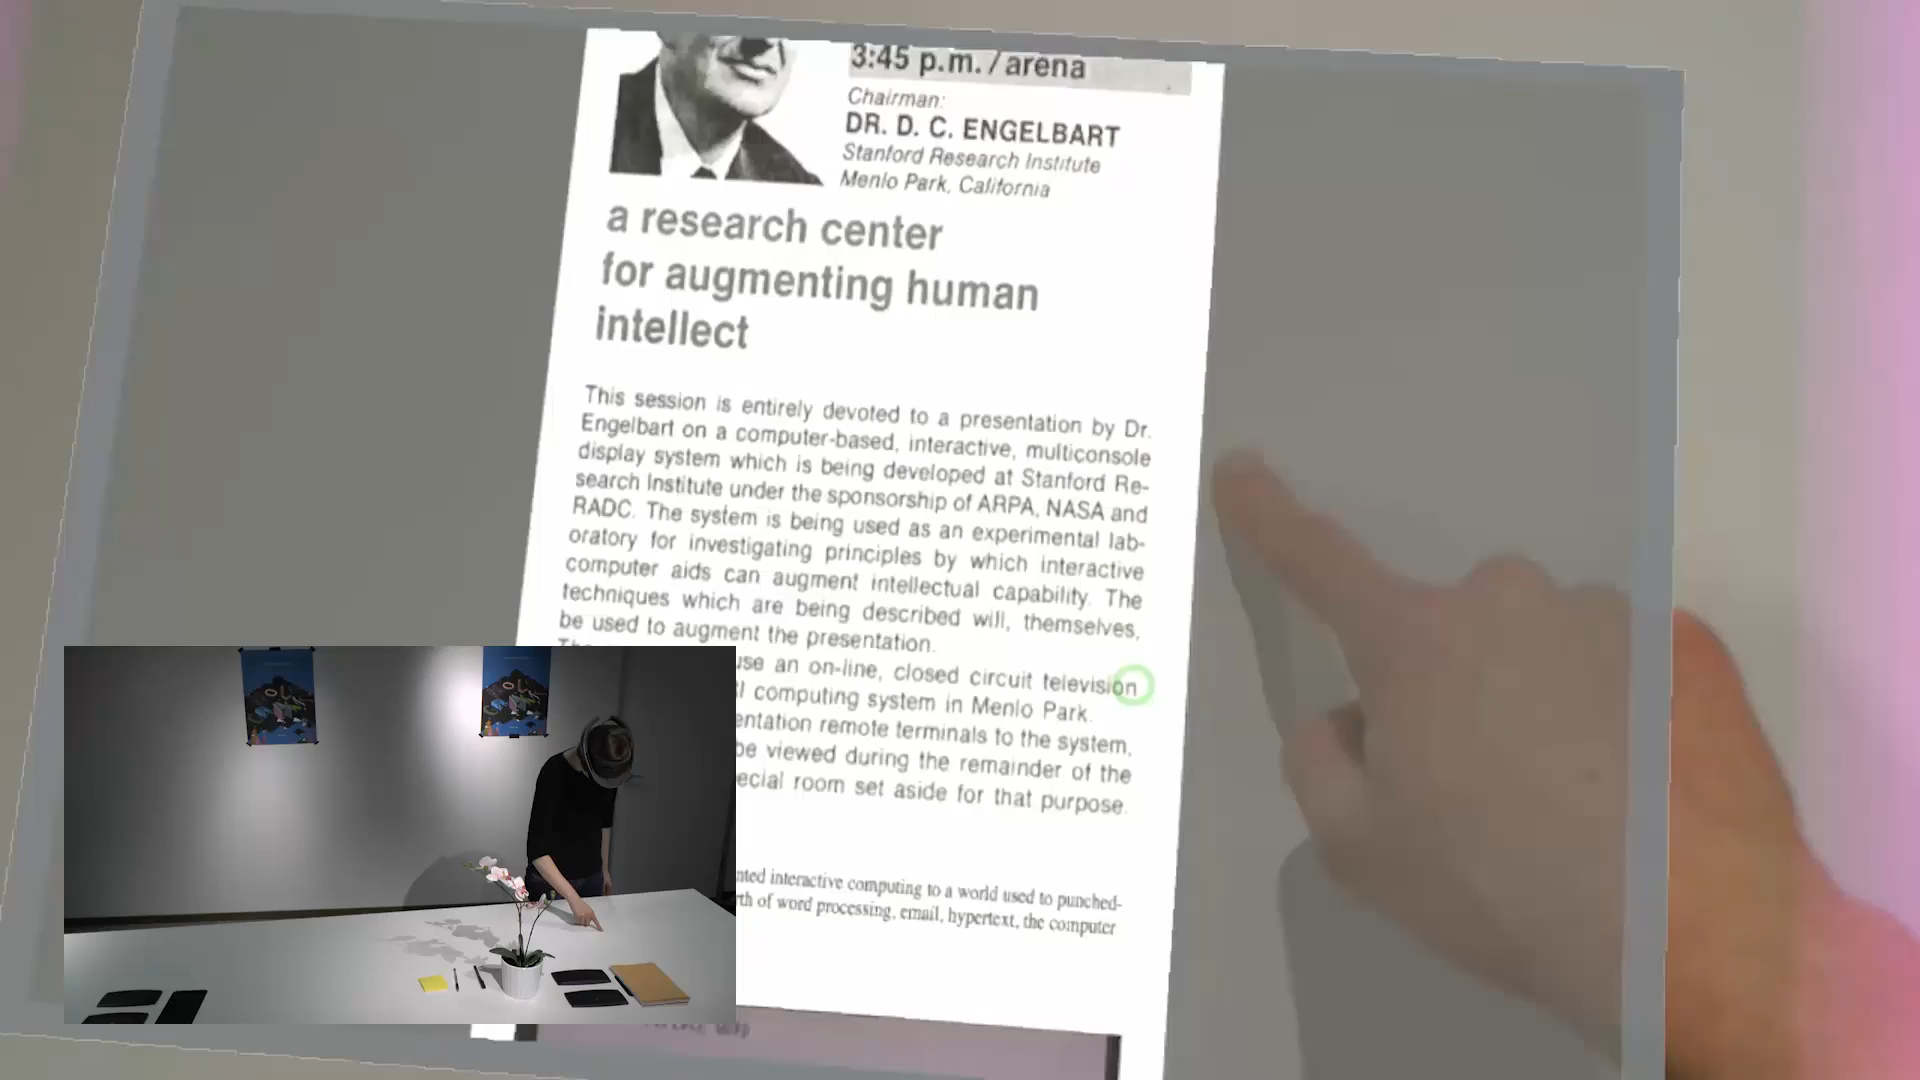 3:45 p.m. / arena
Chairman:
DR. D. C. ENGELBART
Stanford Research Institute
Menlo Park, California
a research center
for augmenting human
intellect
This session is entirely devoted to a presentation by Dr.
Engelbart on a computer-based, interactive, multiconsole
display system which is being developed at Stanford Re-
search Institute under the sponsorship of ARPA, NASA and
RADC. The system is being used as an experimental lab-
oratory for investigating principles by which interactive
computer aids can augment intellectual capability. The
techniques which are being described will, themselves,
be used to augment the presentation.
use an on-line, closed circuit television
computing system in Menlo Park.
entation remote terminals to the system,
be viewed during the remainder of the
ecial room set aside for that purpose.
nted interactive computing to a world used to punched-
rth of word processing, email, hypertext, the computer